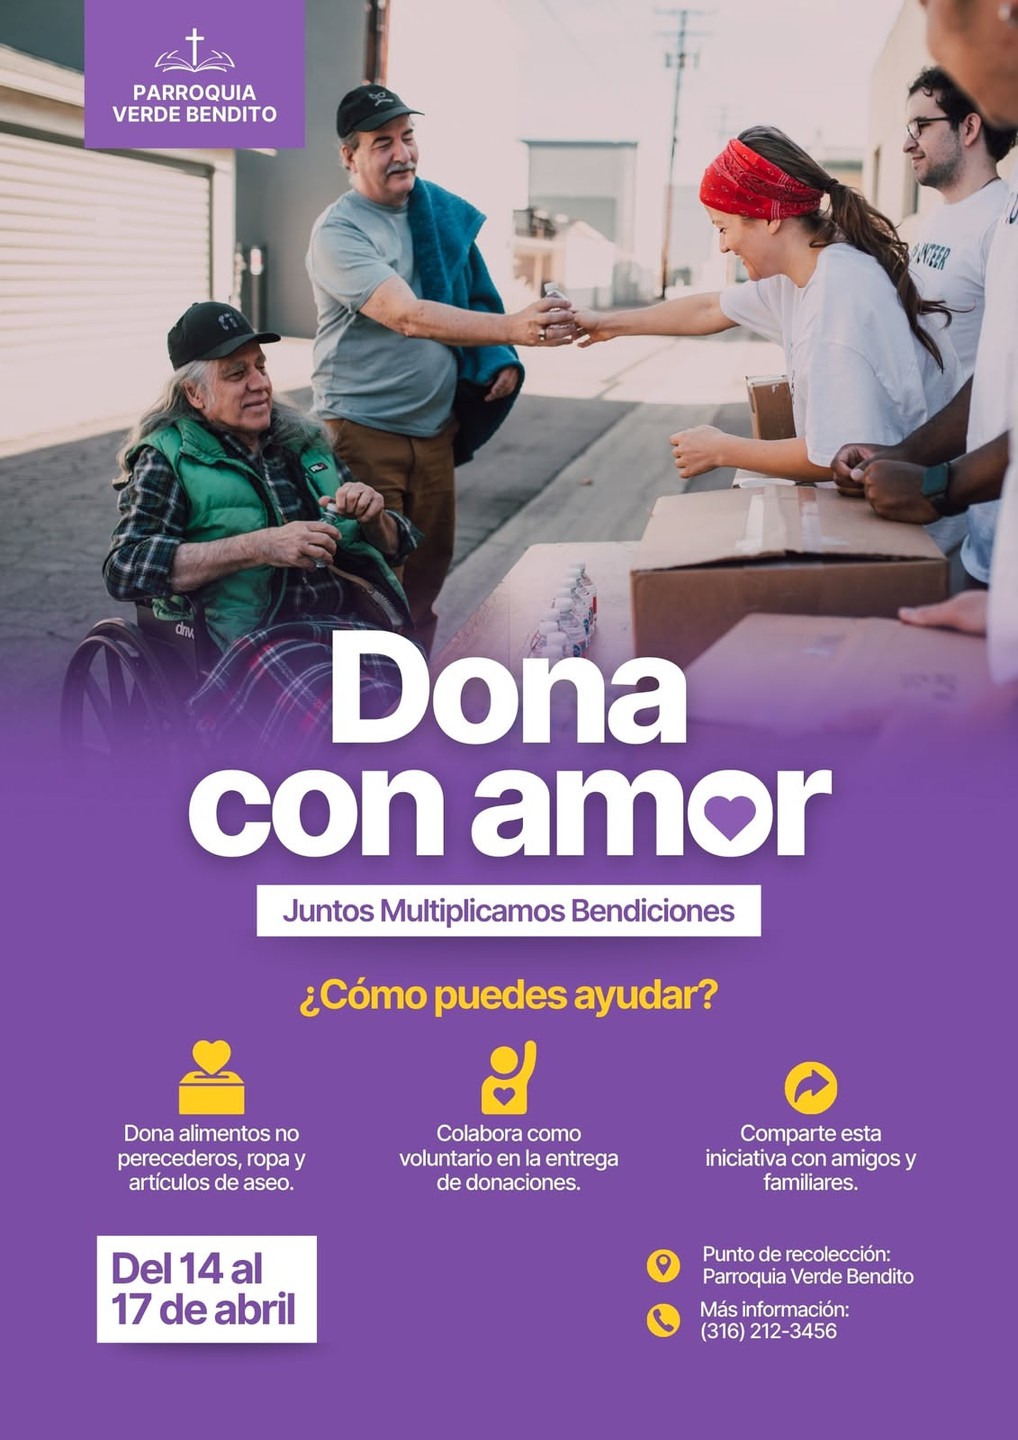 PARROQUIA
VERDE BENDITO
Dona
con amor
Juntos Multiplicamos Bendiciones
¿Cómo puedes ayudar?
Dona alimentos no
perecederos, ropa y
artículos de aseo.
Colabora como
voluntario en la entrega
de donaciones.
Comparte esta
iniciativa con amigos y
familiares.
Del 14 al
17 de abril
Punto de recolección:
Parroquia Verde Bendito
Más información:
(316) 212-3456